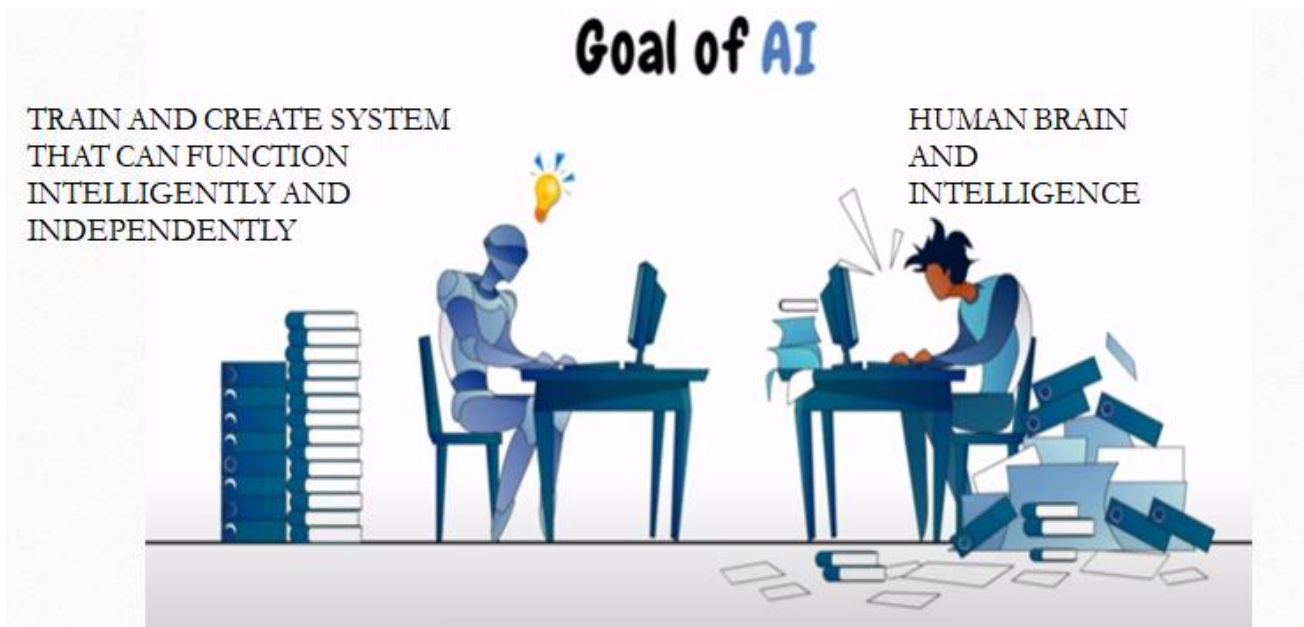 Goal of AI
TRAIN AND CREATE SYSTEM
THAT CAN FUNCTION
INTELLIGENTLY AND
INDEPENDENTLY
HUMAN BRAIN
AND
INTELLIGENCE